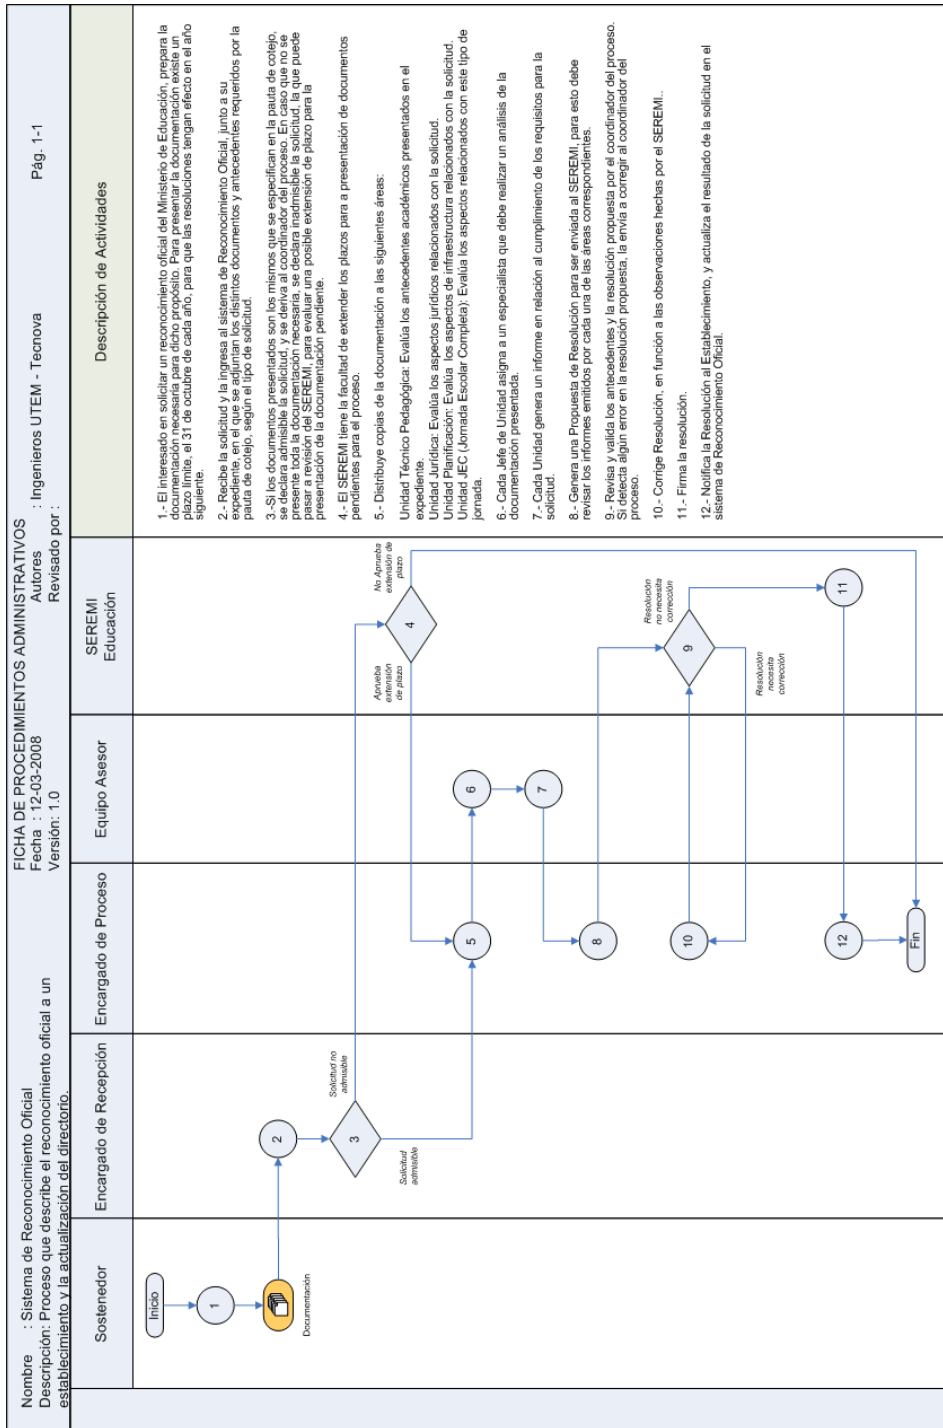 FICHA DE PROCEDIMIENTOS ADMINISTRATIVOS
Nombre : Sistema de Reconocimiento Oficial
Fecha : 12-03-2008
Autores : Ingenieros UTEM - Tecnova
Pág. 1-1
Descripción: Proceso que describe el reconocimiento oficial a un
Versión: 1.0
Revisado por :
establecimiento y la actualización del directorio.
Sostenedor
Encargado de Recepción
Encargado de Proceso
Equipo Asesor
SEREMI
Educación
Descripción de Actividades
Inicio
1
Documentación
2
3
Solicitud no
admisible
Solicitud
admisible
4
Aprueba
extensión
de plazo
No Aprueba
extensión de
plazo
5
6
7
8
9
Resolución
no necesita
corrección
Resolución
necesita
corrección
10
11
12
Fin
1.- El interesado en solicitar un reconocimiento oficial del Ministerio de Educación, prepara la
documentación necesaria para dicho propósito. Para presentar la documentación existe un
plazo límite, el 31 de octubre de cada año, para que las resoluciones tengan efecto en el año
siguiente.
2.- Recibe la solicitud y la ingresa al sistema de Reconocimiento Oficial, junto a su
expediente, en el que se adjuntan los distintos documentos y antecedentes requeridos por la
pauta de cotejo, según el tipo de solicitud.
3.-Si los documentos presentados son los mismos que se especifican en la pauta de cotejo,
se declara admisible la solicitud, y se deriva al coordinador del proceso. En caso que no se
presente toda la documentación necesaria, se declara inadmisible la solicitud, la que puede
pasar a revisión del SEREMI, para evaluar una posible extensión de plazo para la
presentación de la documentación pendiente.
4.- El SEREMI tiene la facultad de extender los plazos para a presentación de documentos
pendientes para el proceso.
5.- Distribuye copias de la documentación a las siguientes áreas:
Unidad Técnico Pedagógica: Evalúa los antecedentes académicos presentados en el
expediente.
Unidad Jurídica: Evalúa los aspectos jurídicos relacionados con la solicitud.
Unidad Planificación: Evalúa los aspectos de infraestructura relacionados con la solicitud.
Unidad JEC (Jornada Escolar Completa): Evalúa los aspectos relacionados con este tipo de
jornada.
6.- Cada Jefe de Unidad asigna a un especialista que debe realizar un análisis de la
documentación presentada.
7.- Cada Unidad genera un informe en relación al cumplimiento de los requisitos para la
solicitud.
8.- Genera una Propuesta de Resolución para ser enviada al SEREMI, para esto debe
revisar los informes emitidos por cada una de las áreas correspondientes.
9.- Revisa y valida los antecedentes y la resolución propuesta por el coordinador del proceso.
Si detecta algún error en la resolución propuesta, la envía a corregir al coordinador del
proceso.
10.- Corrige Resolución, en función a las observaciones hechas por el SEREMI..
11.- Firma la resolución.
12.- Notifica la Resolución al Establecimiento, y actualiza el resultado de la solicitud en el
sistema de Reconocimiento Oficial.